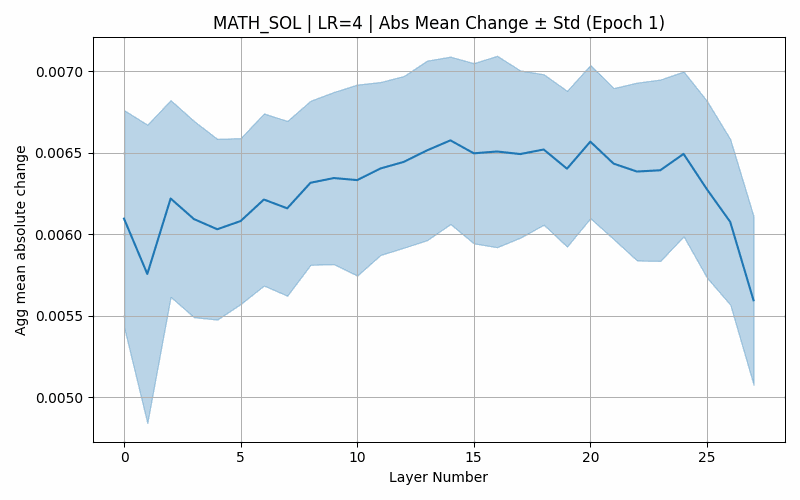 MATH_SOL | LR=4 | Abs Mean Change ± Std (Epoch 1)
0.0070
0.0065
0.0060
0.0055
0.0050
Agg mean absolute change
0 5 10 15 20 25
Layer Number